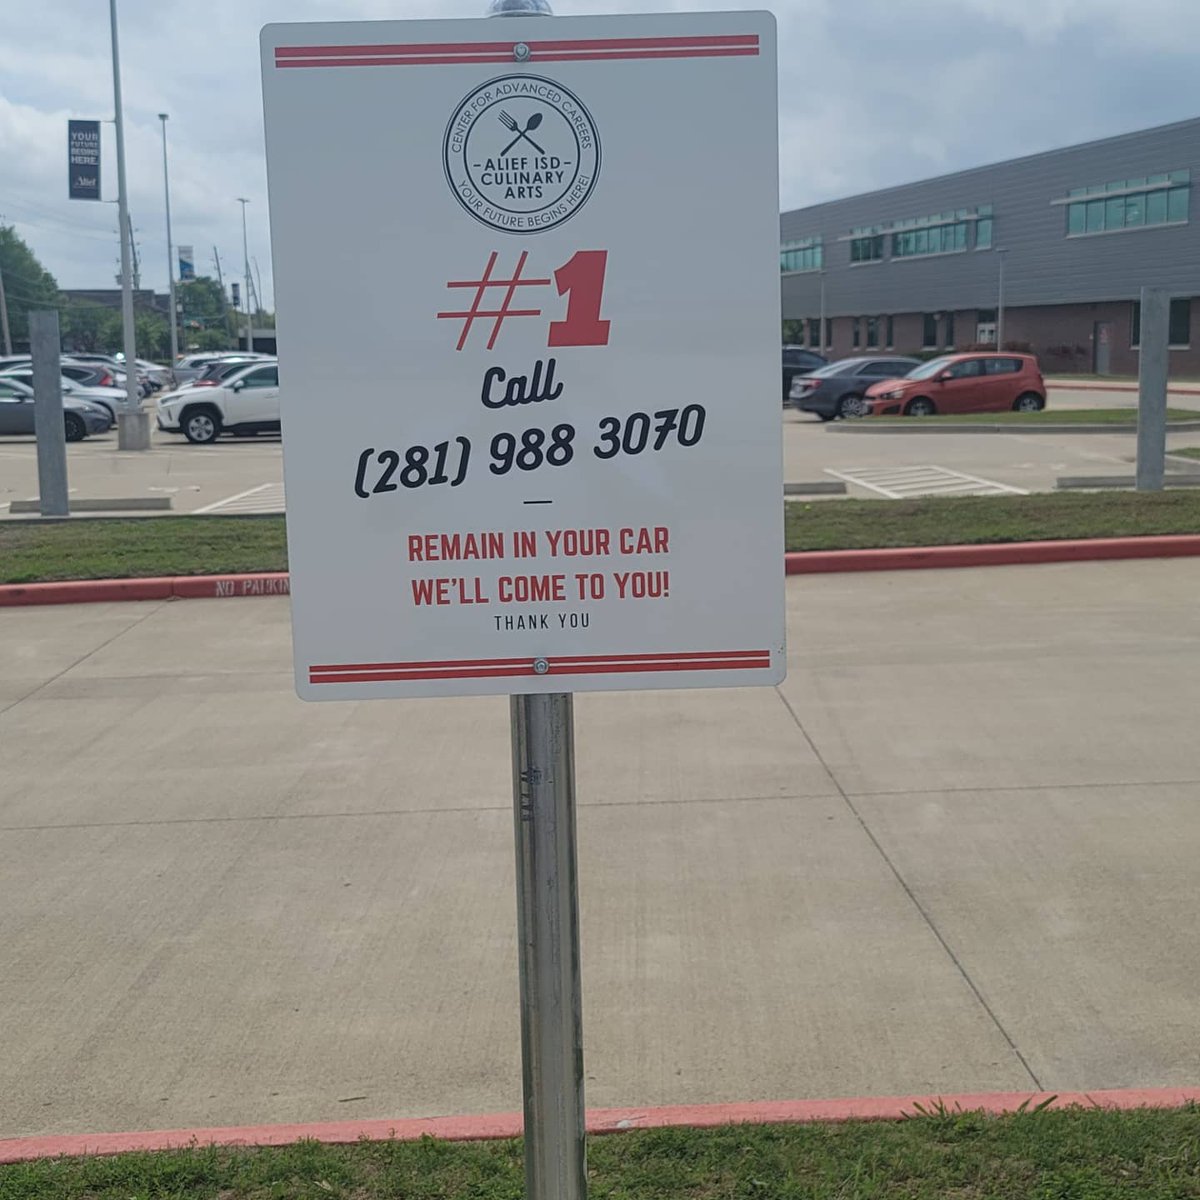 CENTER FOR ADVANCED CAREERS
-ALIEF ISD-
CULINARY
ARTS
YOUR FUTURE BEGINS HERE!
#1
Call
(281) 988 3070
—
REMAIN IN YOUR CAR
WE'LL COME TO YOU!
THANK YOU
YOUR
FUTURE
BEGINS
HERE.
Alief
NO